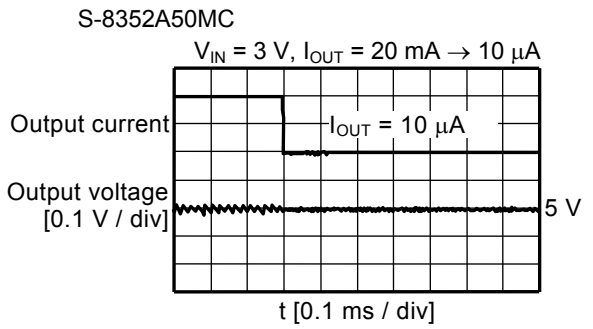 S-8352A50MC
V_IN = 3 V, I_OUT = 20 mA → 10 μA
Output current
I_OUT = 10 μA
Output voltage
[0.1 V / div]
5 V
t [0.1 ms / div]